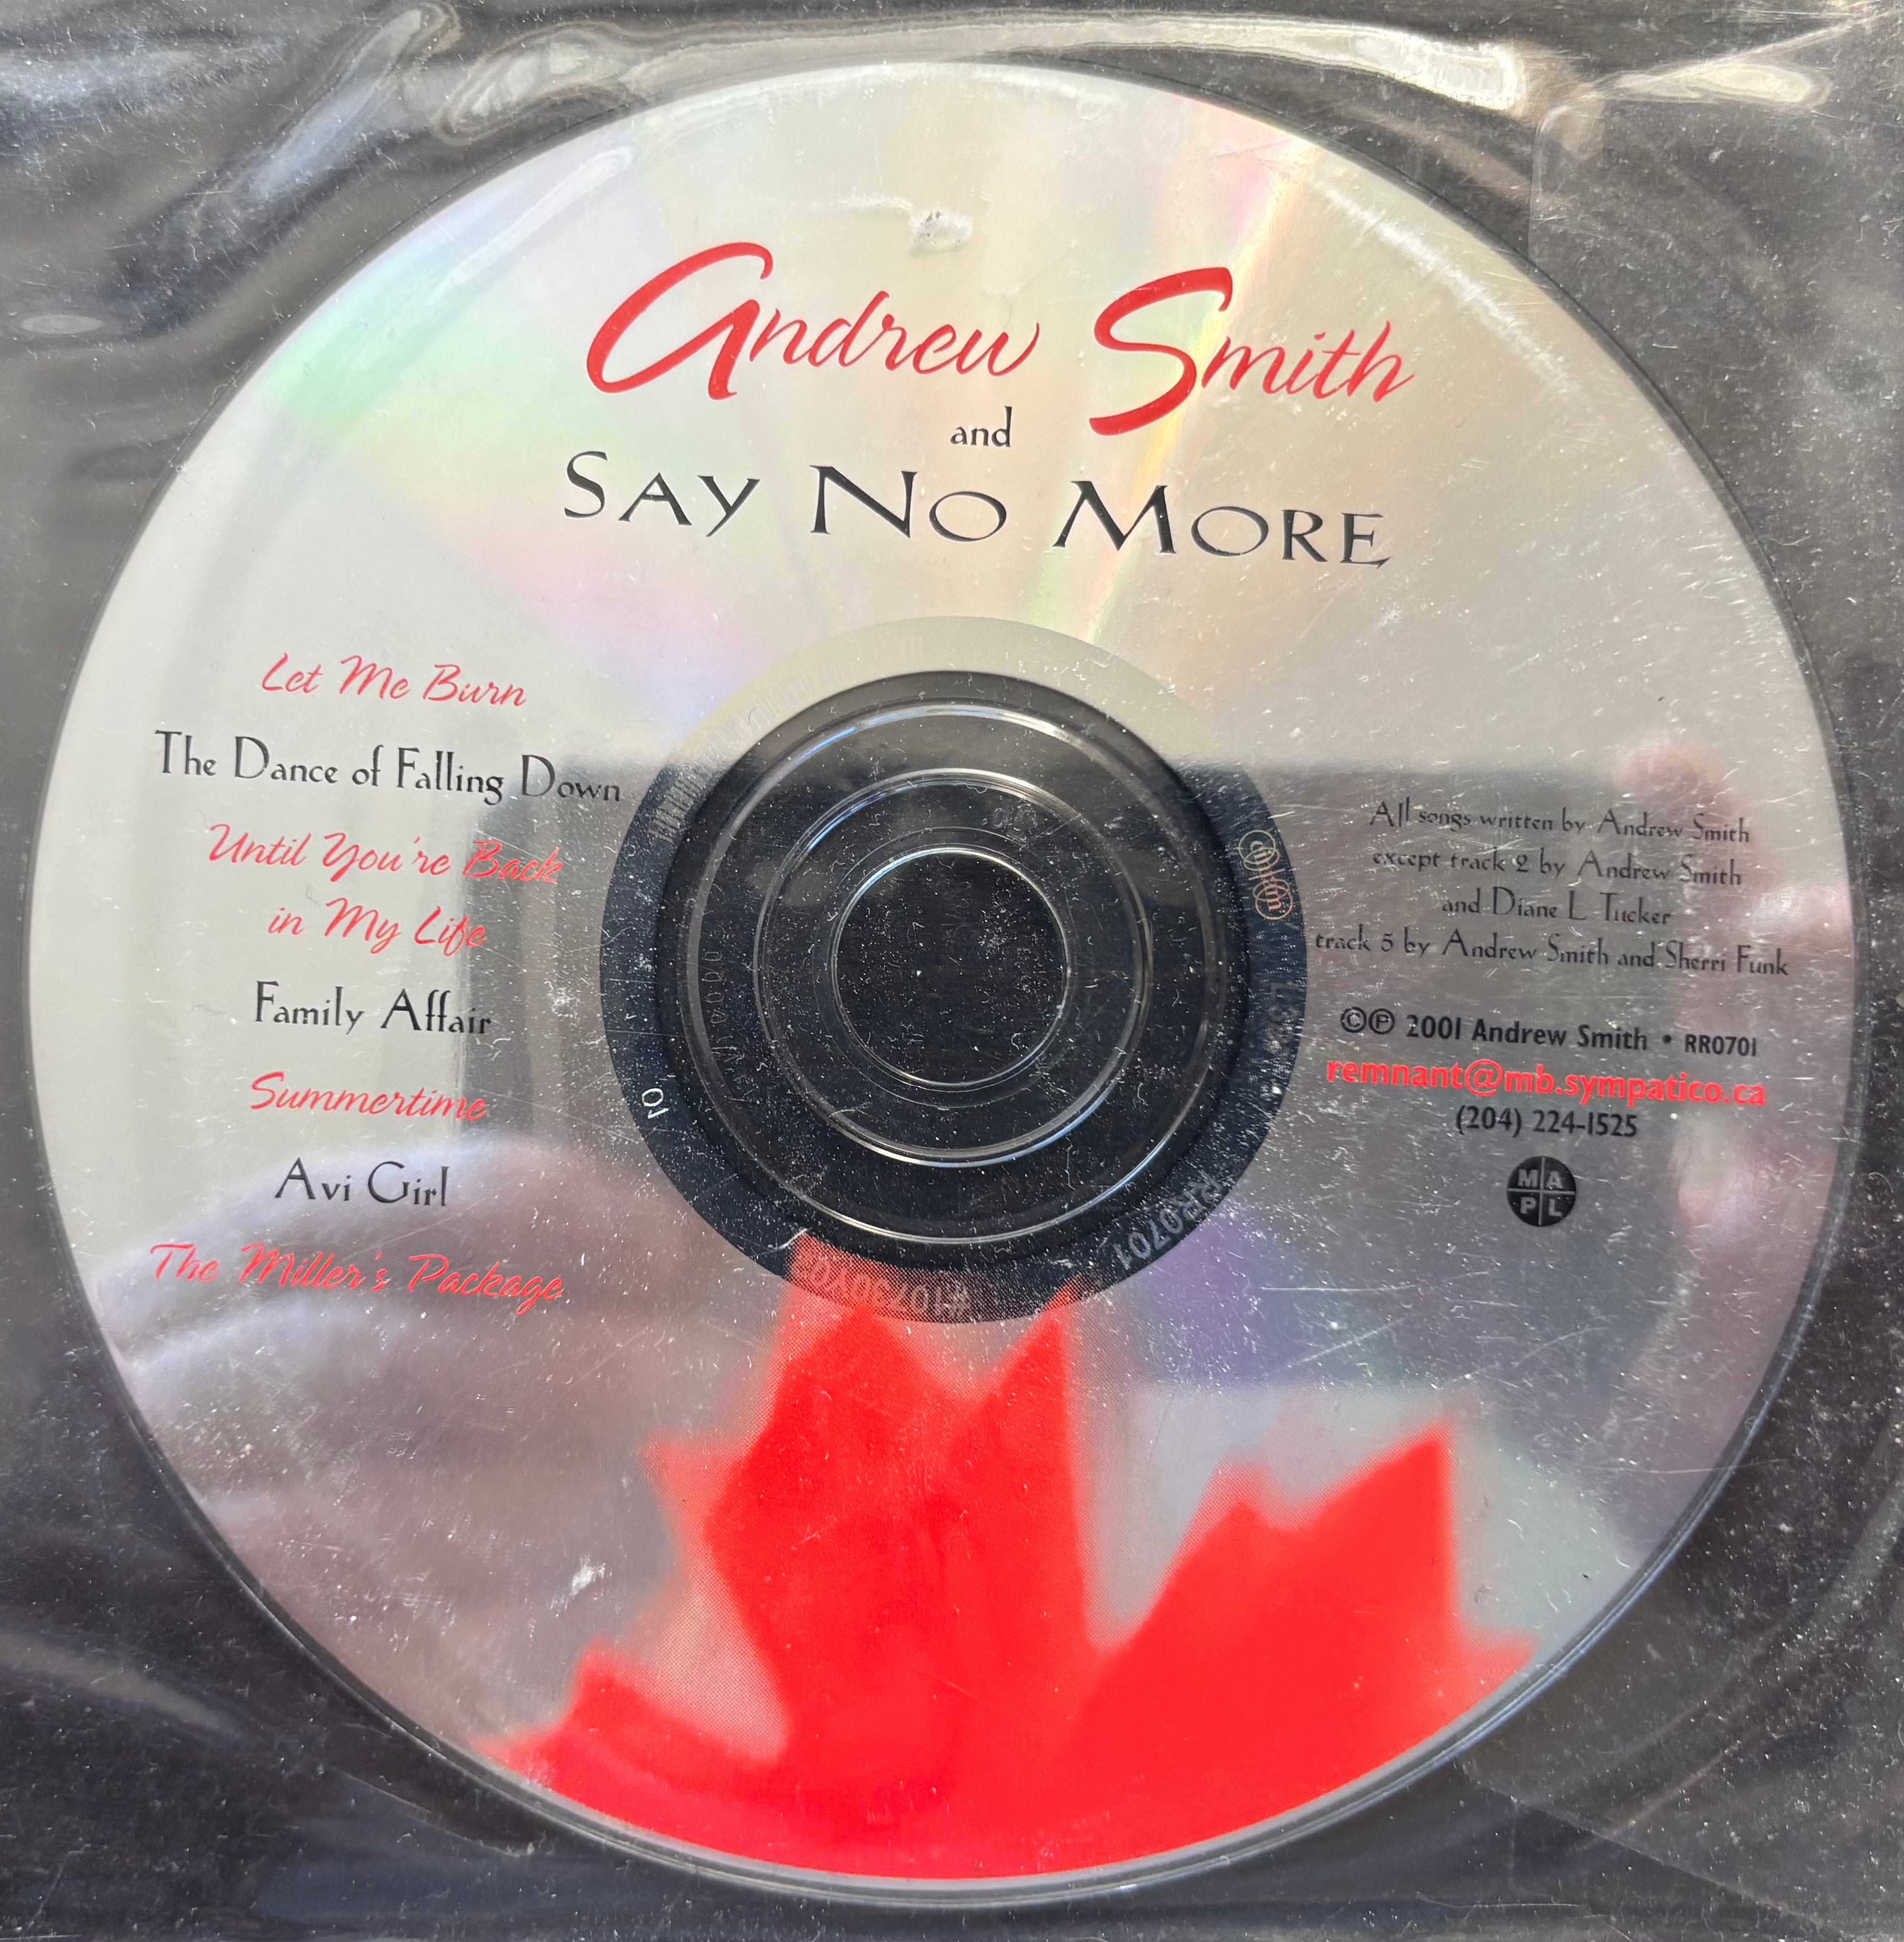 Andrew Smith
and
SAY NO MORE
Let Me Burn
The Dance of Falling Down
Until You're Back
in My Life
Family Affair
Summertime
Avi Girl
The Miller's Package
All songs written by Andrew Smith
except track 2 by Andrew Smith
and Diane L Tucker
track 5 by Andrew Smith and Sherri Funk
©℗ 2001 Andrew Smith • RR0701
remnant@mb.sympatico.ca
(204) 224-1525
MA
PL
RR0701
01